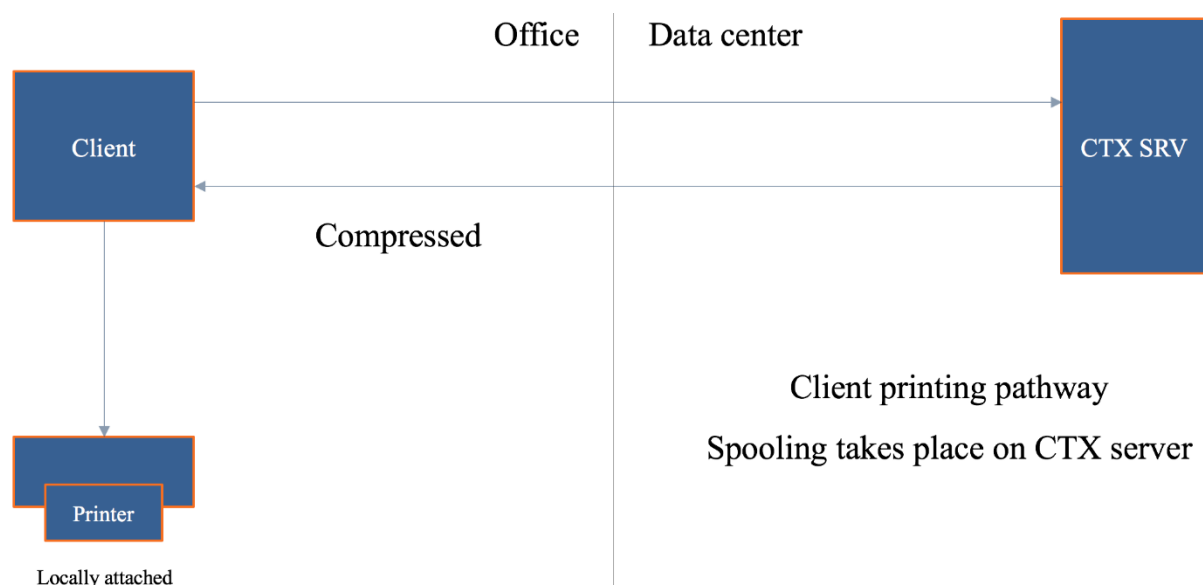 Office
Data center
Client
CTX SRV
Compressed
Client printing pathway
Spooling takes place on CTX server
Printer
Locally attached